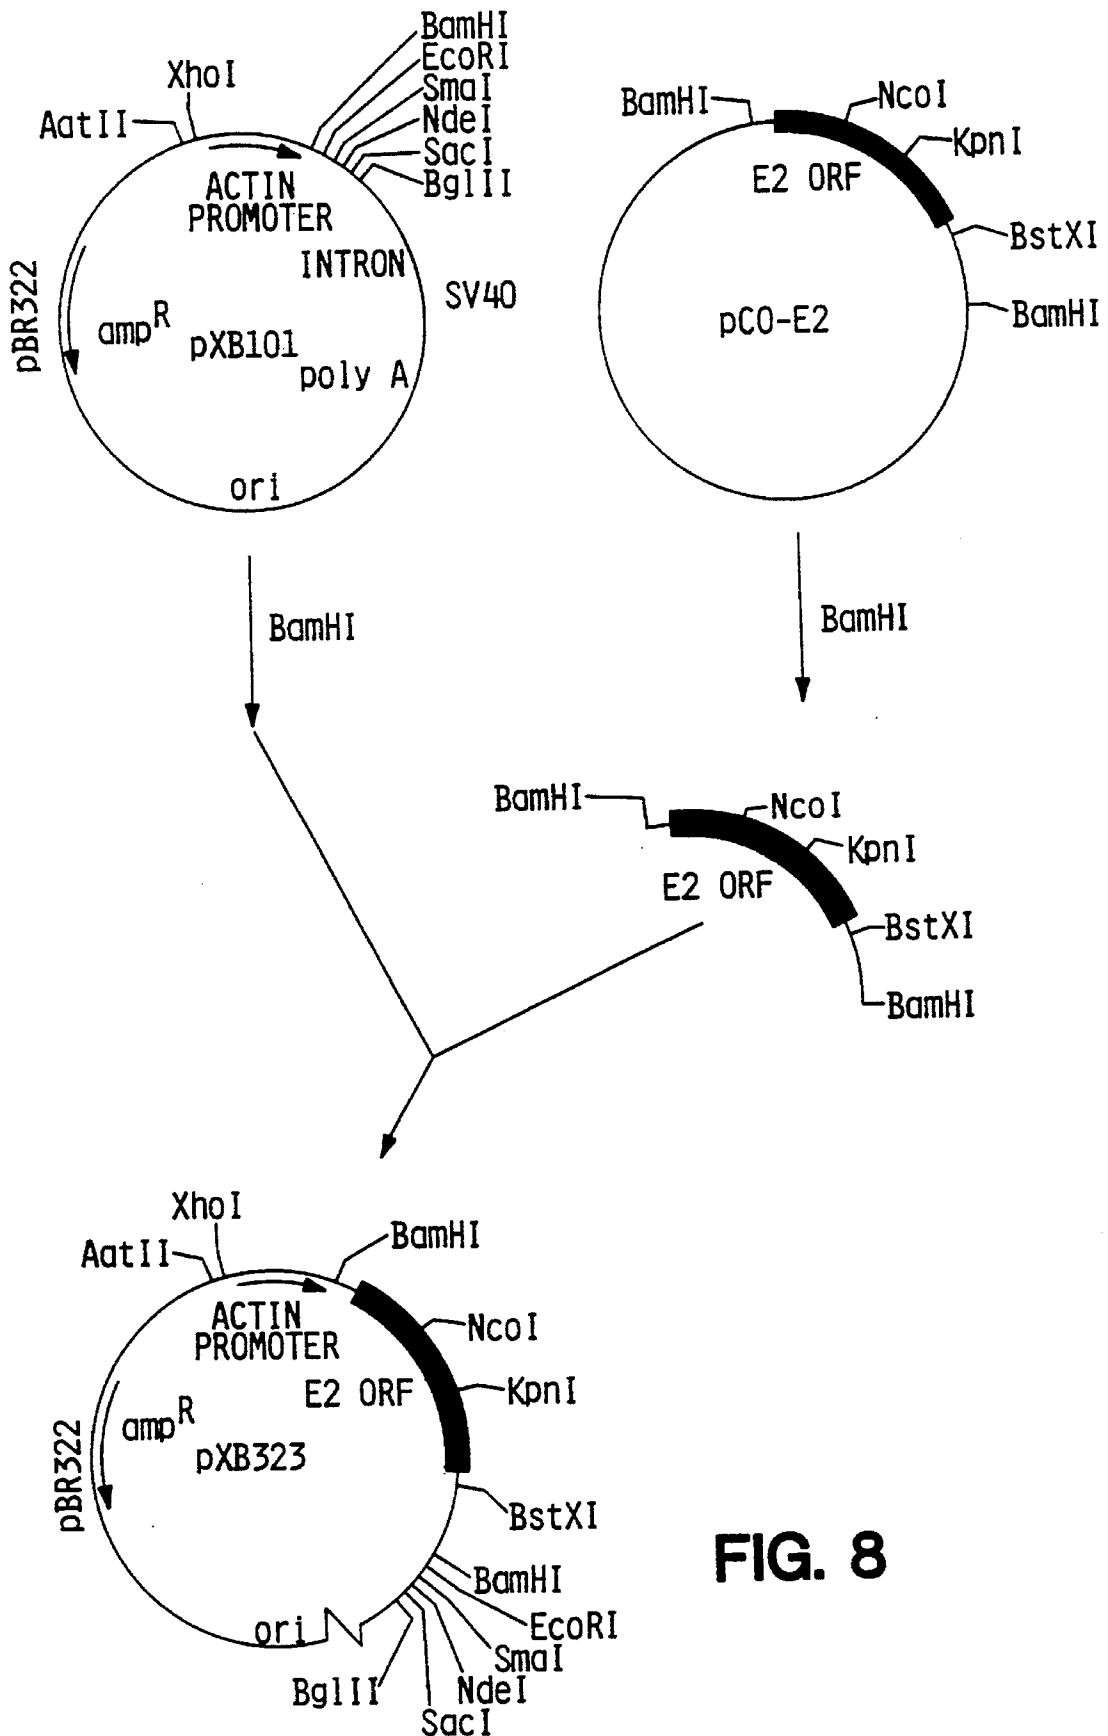 BamHI
EcoRI
SmaI
NdeI
SacI
BglII
XhoI
AatII
ACTIN
PROMOTER
INTRON
SV40
pBR322
ampR
pXB101
poly A
ori
BamHI
NcoI
KpnI
E2 ORF
BstXI
BamHI
pCO-E2
BamHI
BamHI
BamHI
NcoI
KpnI
E2 ORF
BstXI
BamHI
XhoI
AatII
BamHI
ACTIN
PROMOTER
NcoI
E2 ORF
KpnI
ampR
pXB323
pBR322
BstXI
BamHI
EcoRI
SmaI
NdeI
SacI
BglII
ori
FIG. 8